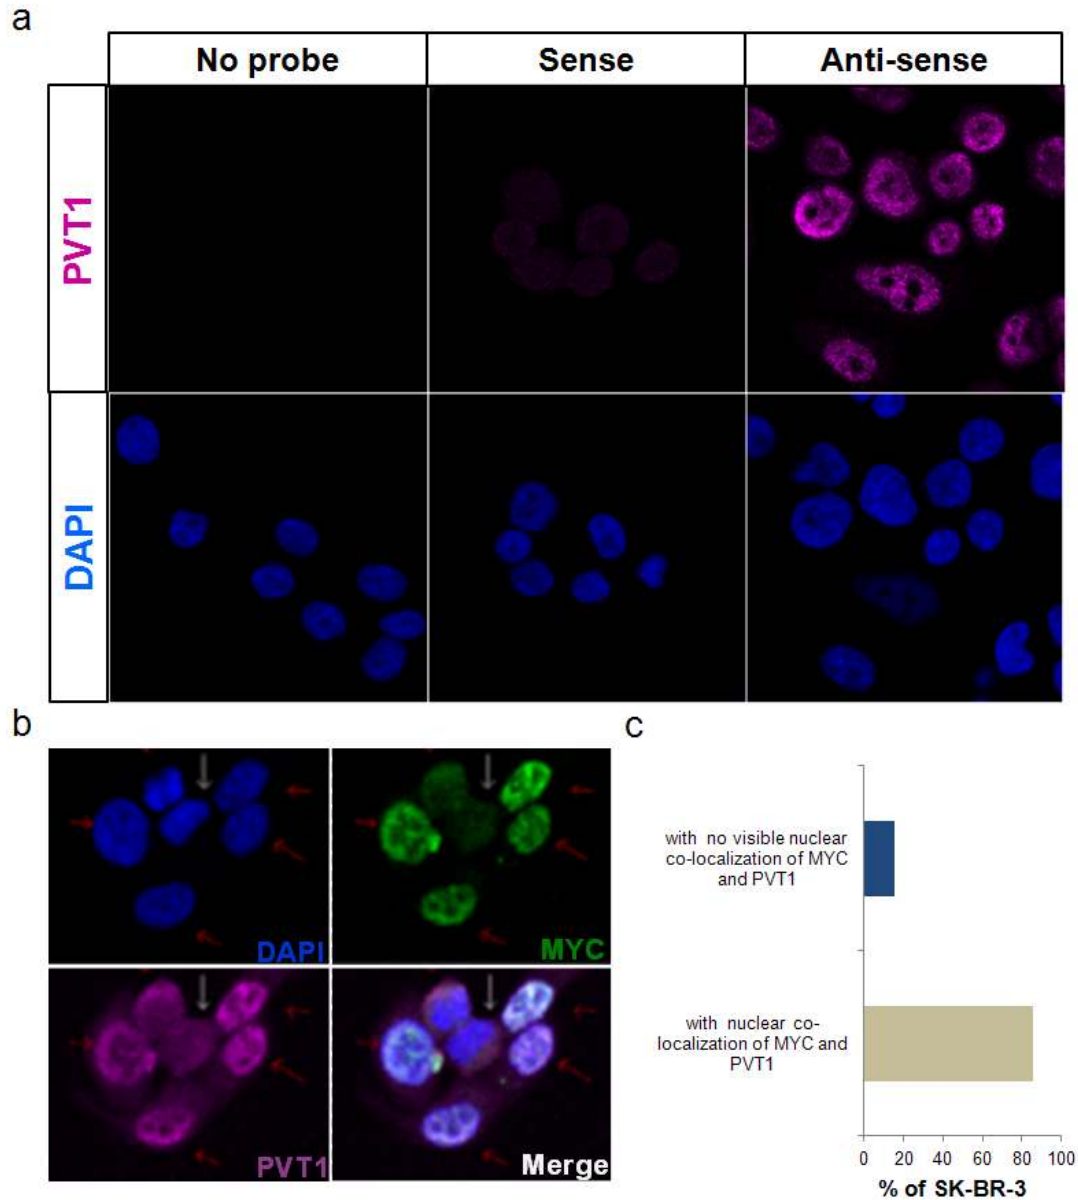 a
No probe
Sense
Anti-sense
PVT1
DAPI
b
DAPI
MYC
PVT1
Merge
c
with no visible nuclear
co-localization of MYC
and PVT1
with nuclear co-
localization of MYC and
PVT1
0 20 40 60 80 100
% of SK-BR-3